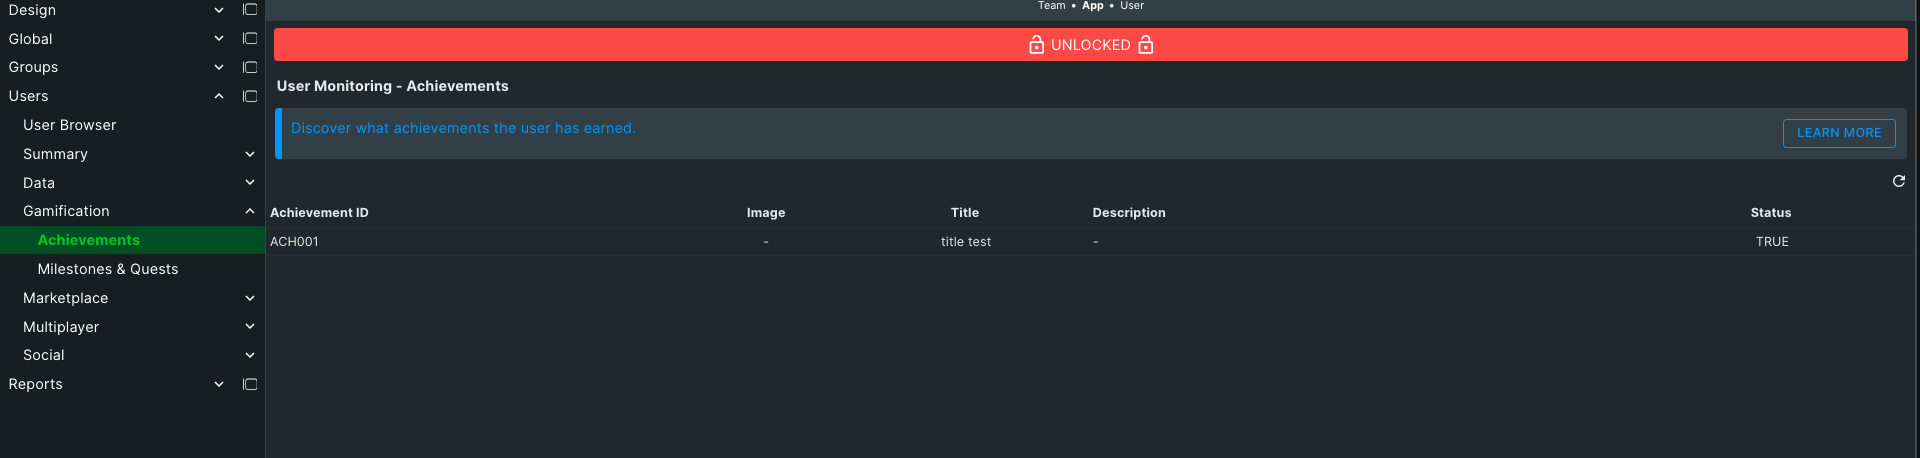 Design
Global
Groups
Users
User Browser
Summary
Data
Gamification
Achievements
Milestones & Quests
Marketplace
Multiplayer
Social
Reports
Team • App • User
UNLOCKED
User Monitoring - Achievements
Discover what achievements the user has earned.
LEARN MORE
Achievement ID Image Title Description Status
ACH001 - title test - TRUE